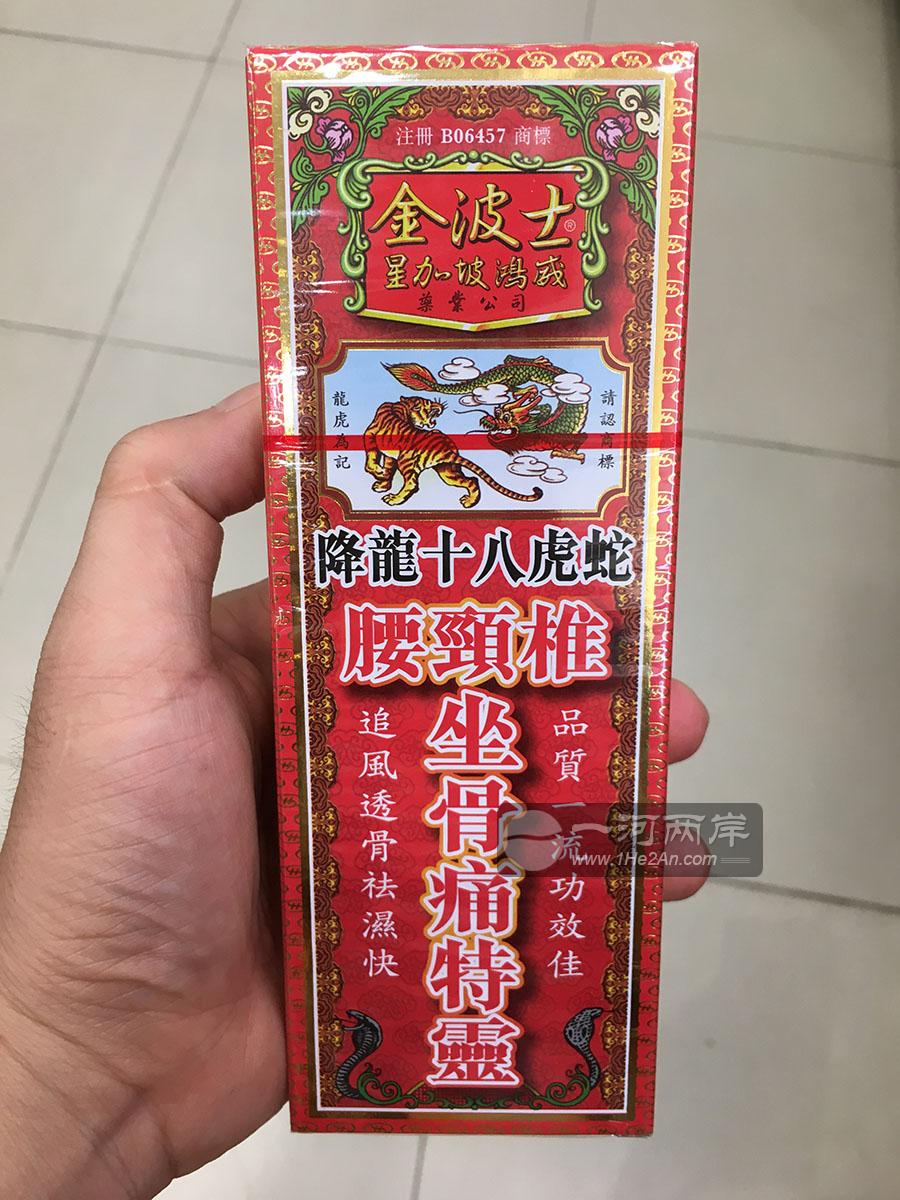 注冊 B06457 商標
金波士®
星加坡鴻威
藥業公司
請認商標
龍虎為記
降龍十八虎蛇
腰頸椎
坐骨痛特靈
品質一流功效佳
追風透骨祛濕快
一河两岸
www.1He2An.com